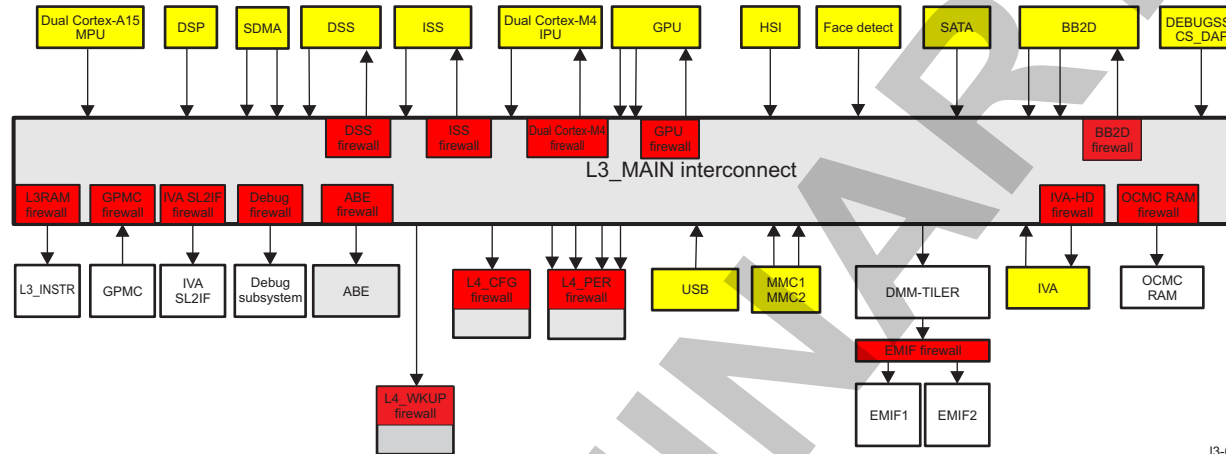 Dual Cortex-A15
MPU
DSP
SDMA
DSS
ISS
Dual Cortex-M4
IPU
GPU
HSI
Face detect
SATA
BB2D
CS_DAP
DSS
firewall
ISS
firewall
Dual Cortex-M4
firewall
GPU
firewall
BB2D
firewall
L3_MAIN interconnect
L3RAM
firewall
GPMC
firewall
IVA SL2IF
firewall
Debug
firewall
ABE
firewall
IVA-HD
firewall
OCMC RAM
firewall
L3_INSTR
GPMC
IVA
SL2IF
Debug
subsystem
ABE
L4_CFG
firewall
L4_PER
firewall
USB
MMC1
MMC2
DMM-TILER
IVA
OCMC
RAM
EMIF firewall
L4_WKUP
firewall
EMIF1
EMIF2